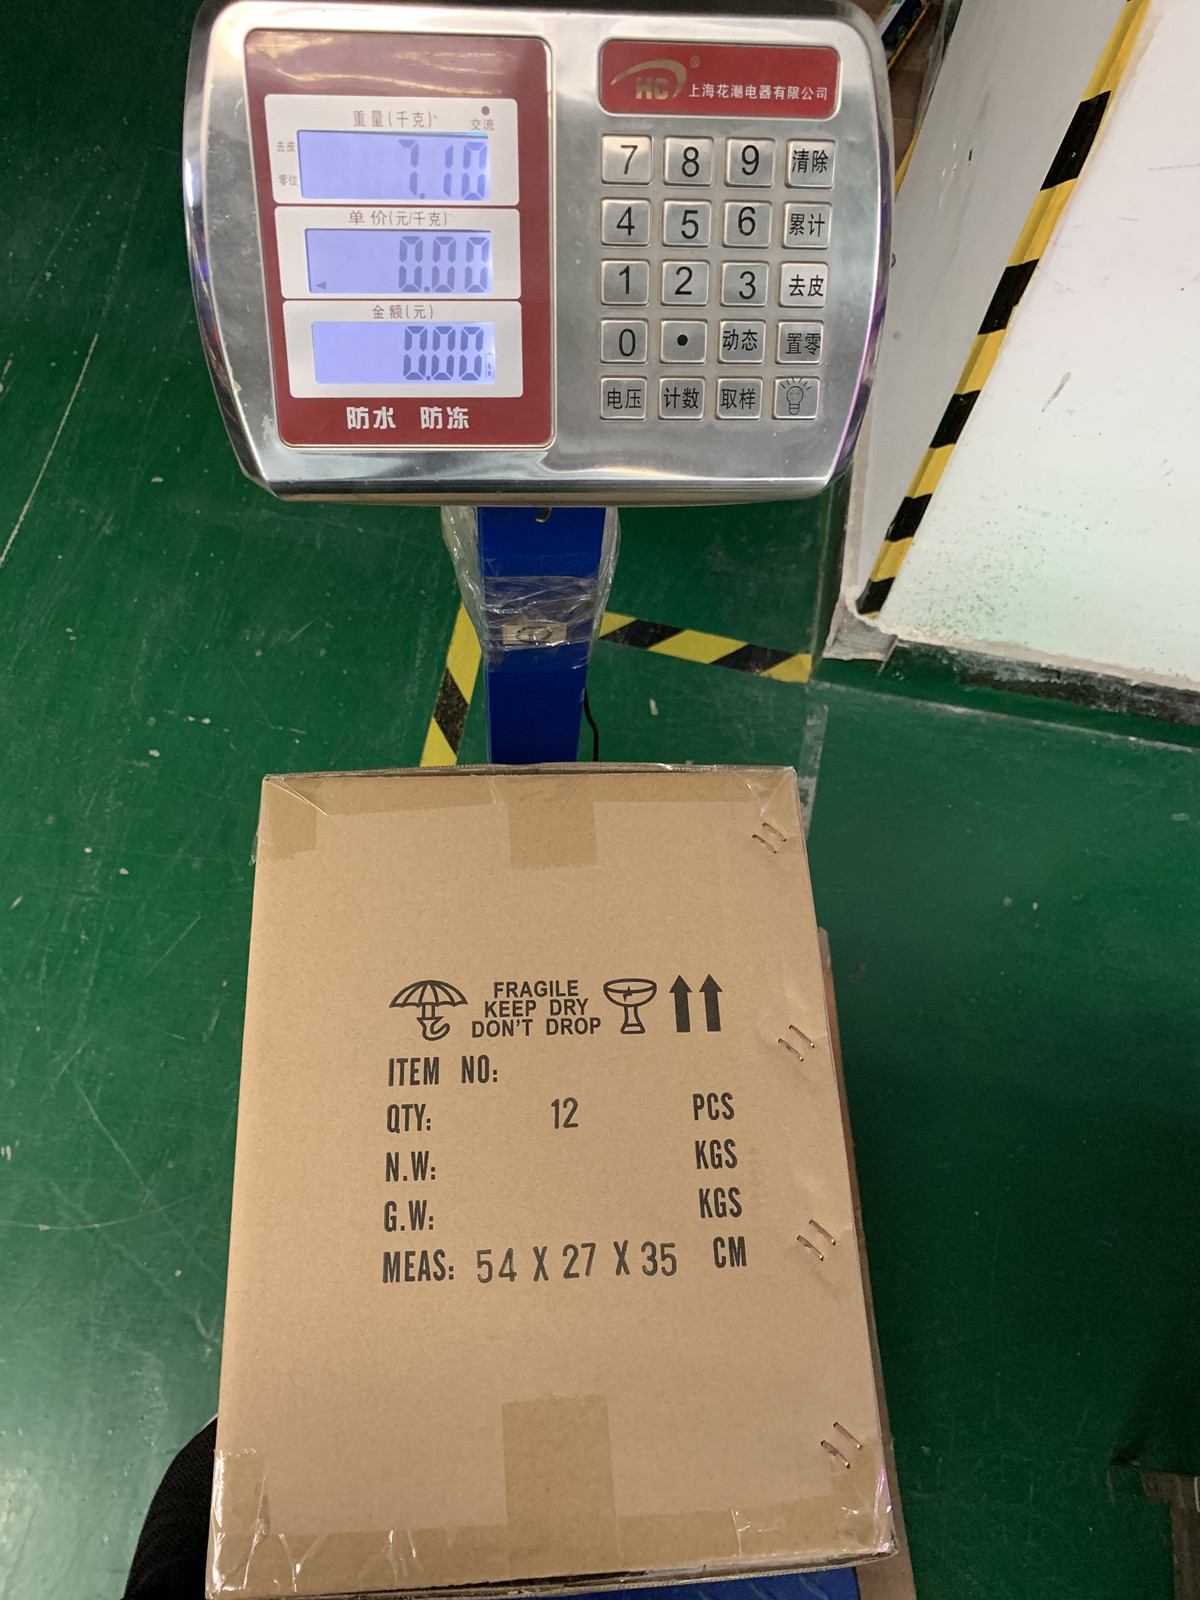 HC ® 上海花潮电器有限公司
重量(千克)
交流
去皮
零位
7.10
单价(元/千克)
0.00
金额(元)
0.00
防水 防冻
7 8 9 清除
4 5 6 累计
1 2 3 去皮
0 • 动态 置零
电压 计数 取样
FRAGILE
KEEP DRY
DON'T DROP
ITEM NO:
QTY: 12 PCS
N.W: KGS
G.W: KGS
MEAS: 54 X 27 X 35 CM